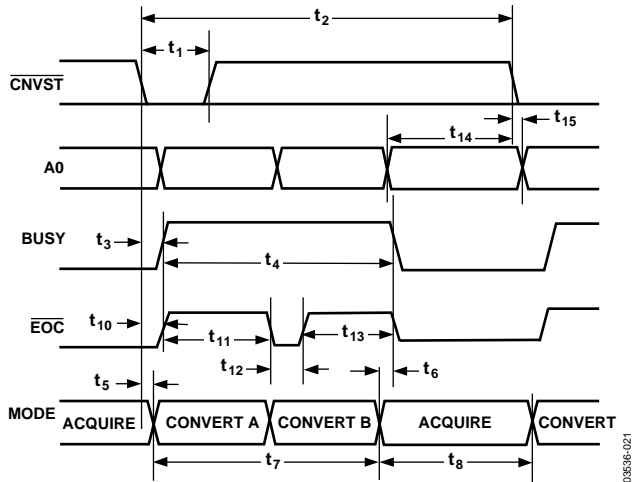 t2
t1
CNVST
t14
t15
A0
BUSY
t3
t4
EOC
t10
t11
t13
t12
t6
t5
MODE
ACQUIRE
CONVERT A
CONVERT B
ACQUIRE
CONVERT
t7
t8
03536-021